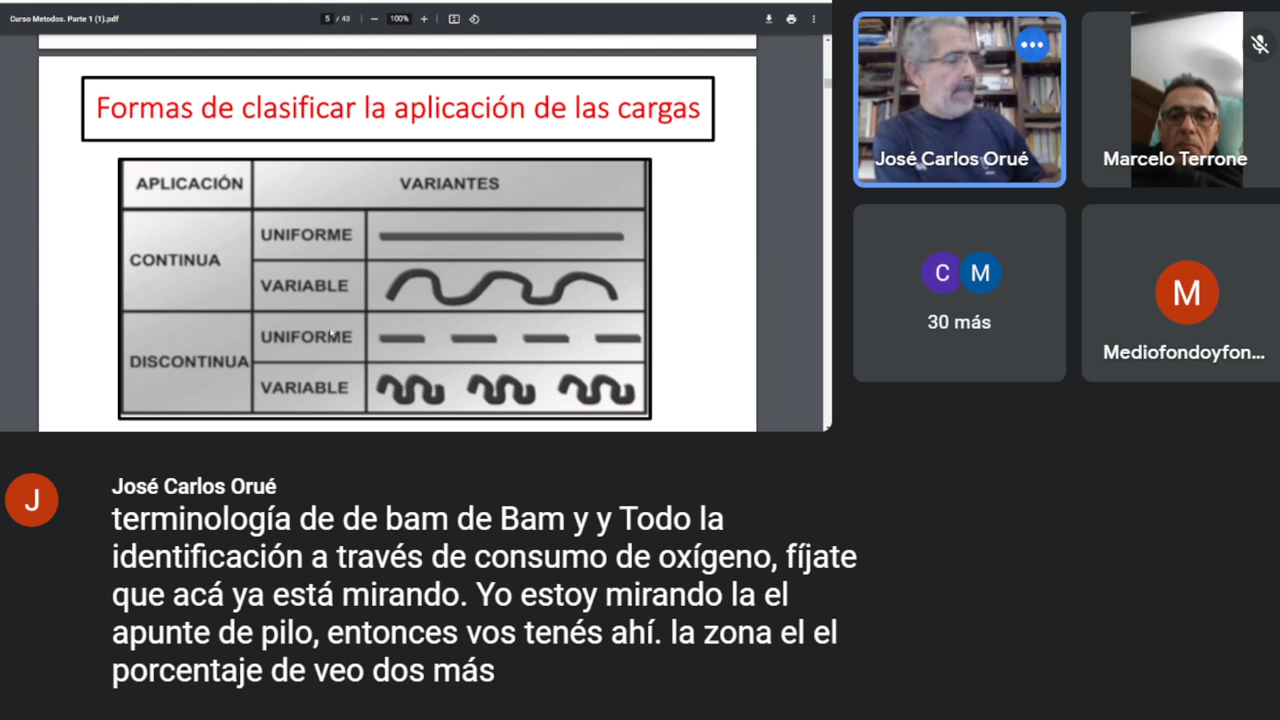 Curso Metodos. Parte 1 (1).pdf
5 / 43
100%
Formas de clasificar la aplicación de las cargas
APLICACIÓN
VARIANTES
CONTINUA
UNIFORME
VARIABLE
DISCONTINUA
UNIFORME
VARIABLE
José Carlos Orué
Marcelo Terrone
C
M
30 más
M
Mediofondoyfon...
J
José Carlos Orué
terminología de de bam de Bam y y Todo la
identificación a través de consumo de oxígeno, fíjate
que acá ya está mirando. Yo estoy mirando la el
apunte de pilo, entonces vos tenés ahí. la zona el el
porcentaje de veo dos más